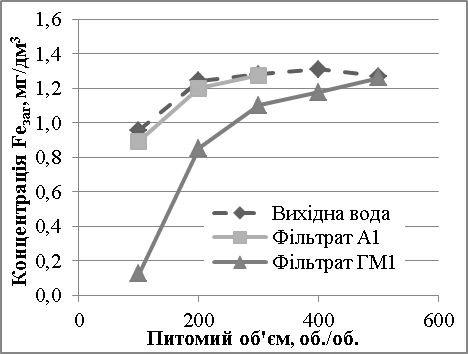 Концентрація Feзаг, мг/дм³
1,6
1,4
1,2
1,0
0,8
0,6
0,4
0,2
0,0
Вихідна вода
Фільтрат А1
Фільтрат ГМ1
0
200
400
600
Питомий об'єм, об./об.